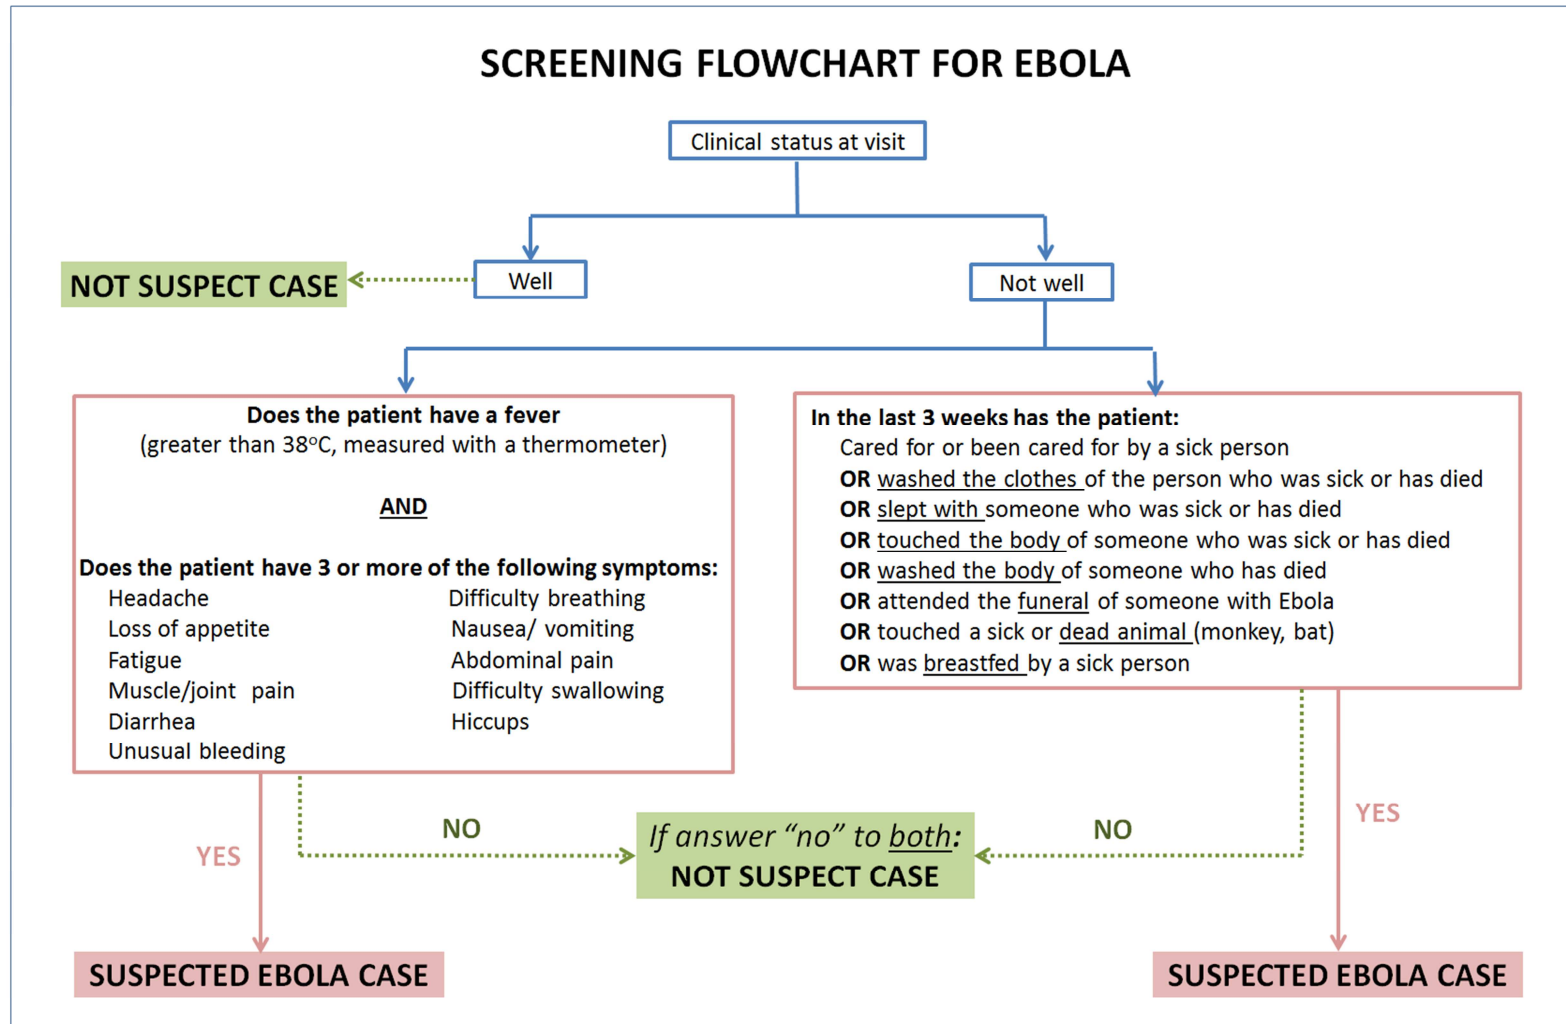 SCREENING FLOWCHART FOR EBOLA
Clinical status at visit
NOT SUSPECT CASE
Well
Not well
Does the patient have a fever
(greater than 38°C, measured with a thermometer)
AND
Does the patient have 3 or more of the following symptoms:
Headache
Loss of appetite
Fatigue
Muscle/joint pain
Diarrhea
Unusual bleeding
Difficulty breathing
Nausea/ vomiting
Abdominal pain
Difficulty swallowing
Hiccups
In the last 3 weeks has the patient:
Cared for or been cared for by a sick person
OR washed the clothes of the person who was sick or has died
OR slept with someone who was sick or has died
OR touched the body of someone who was sick or has died
OR washed the body of someone who has died
OR attended the funeral of someone with Ebola
OR touched a sick or dead animal (monkey, bat)
OR was breastfed by a sick person
YES
NO
If answer "no" to both:
NOT SUSPECT CASE
NO
YES
SUSPECTED EBOLA CASE
SUSPECTED EBOLA CASE